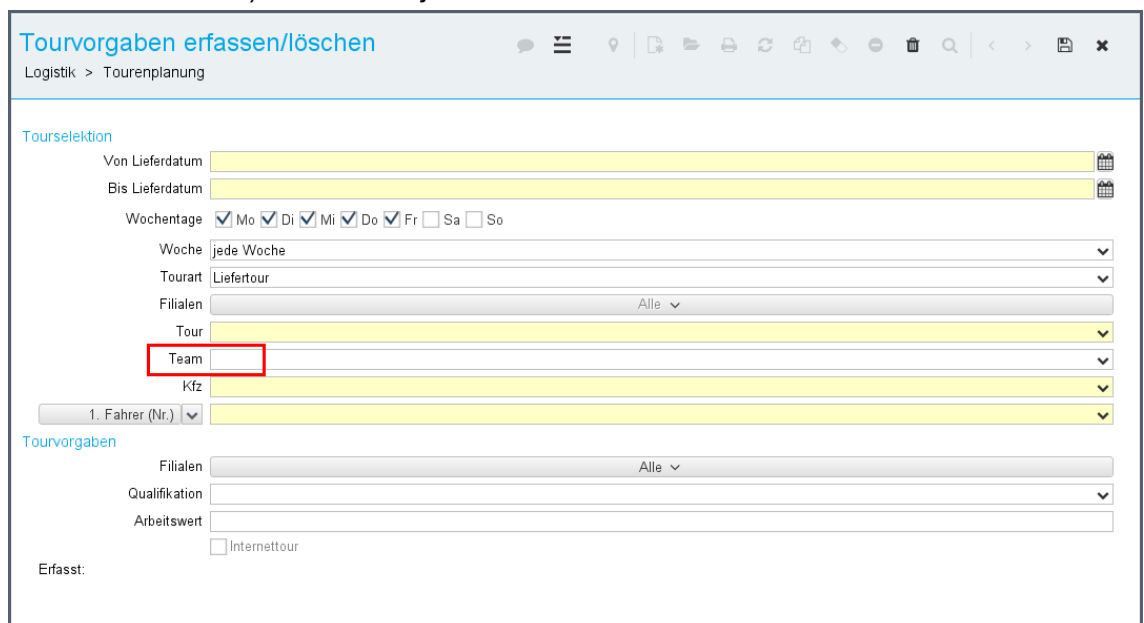 Tourvorgaben erfassen/löschen
Logistik > Tourenplanung
Tourselektion
Von Lieferdatum
Bis Lieferdatum
Wochentage Mo Di Mi Do Fr Sa So
Woche jede Woche
Tourart Liefertour
Filialen Alle
Tour
Team
Kfz
1. Fahrer (Nr.)
Tourvorgaben
Filialen Alle
Qualifikation
Arbeitswert
Internettour
Erfasst: